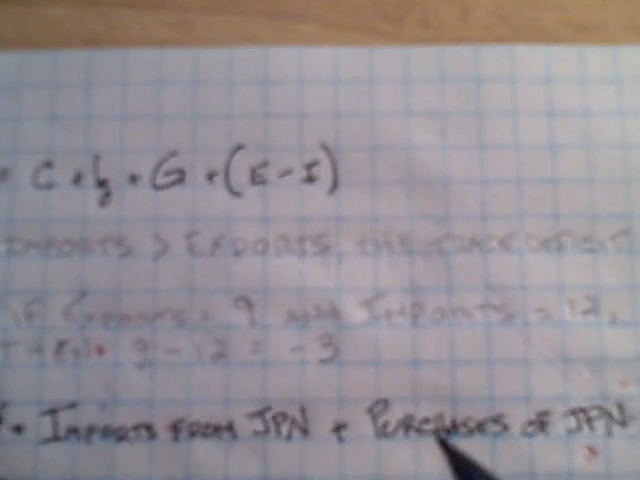 = C + Ig + G + (E - I)
IMPORTS > EXPORTS, THE TRADE DEFICIT
IF EXPORTS = 9 AND IMPORTS = 12,
THEN 9 - 12 = -3
= IMPORTS FROM JPN + PURCHASES OF JPN